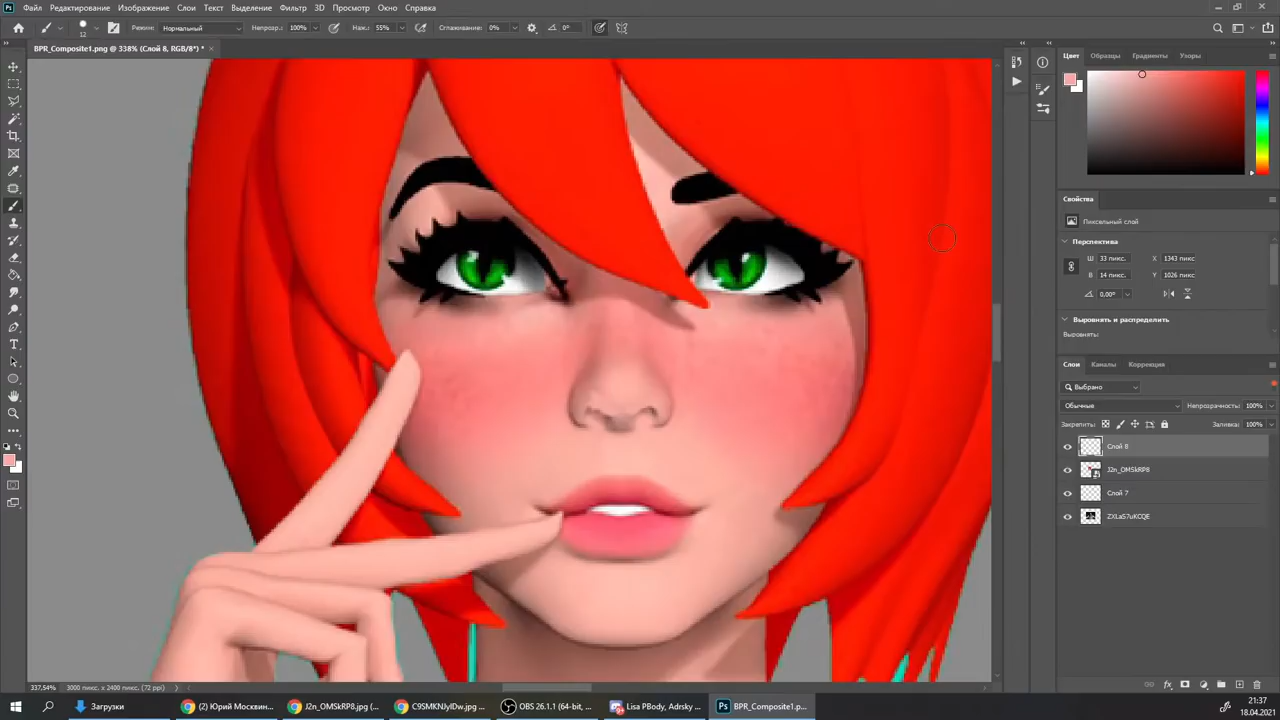 Файл Редактирование Изображение Слои Текст Выделение Фильтр 3D Просмотр Окно Справка
12 Режим: Нормальный Непрозр.: 100% Наж.: 55% Сглаживание: 0% 0°
BPR_Composite1.png @ 338% (Слой 8, RGB/8*) *
Цвет Образцы Градиенты Узоры
Свойства
Пиксельный слой
Перспектива
Ш 33 пикс. X 1343 пикс
В 14 пикс. Y 1026 пикс
0,00°
Выровнять и распределить
Выровнять:
Слои Каналы Коррекция
Выбрано
Обычные Непрозрачность: 100%
Закрепить: Заливка: 100%
Слой 8
J2n_OMSkRP8
Слой 7
ZXLaS7uKCQE
337,54% 3000 пикс. x 2400 пикс. (72 ppi)
Загрузки (2) Юрий Москвин... J2n_OMSkRP8.jpg (... C9SMKNJyIDw.jpg ... OBS 26.1.1 (64-bit, ... Lisa PBody, Adrsky ... BPR_Composite1.p...
21:37
18.04.2021